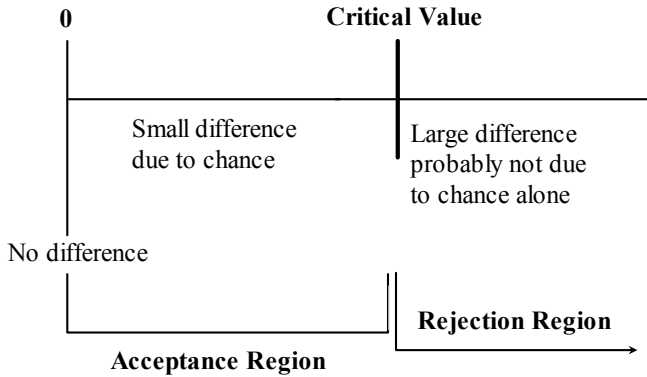 0
Critical Value
Small difference
due to chance
Large difference
probably not due
to chance alone
No difference
Rejection Region
Acceptance Region